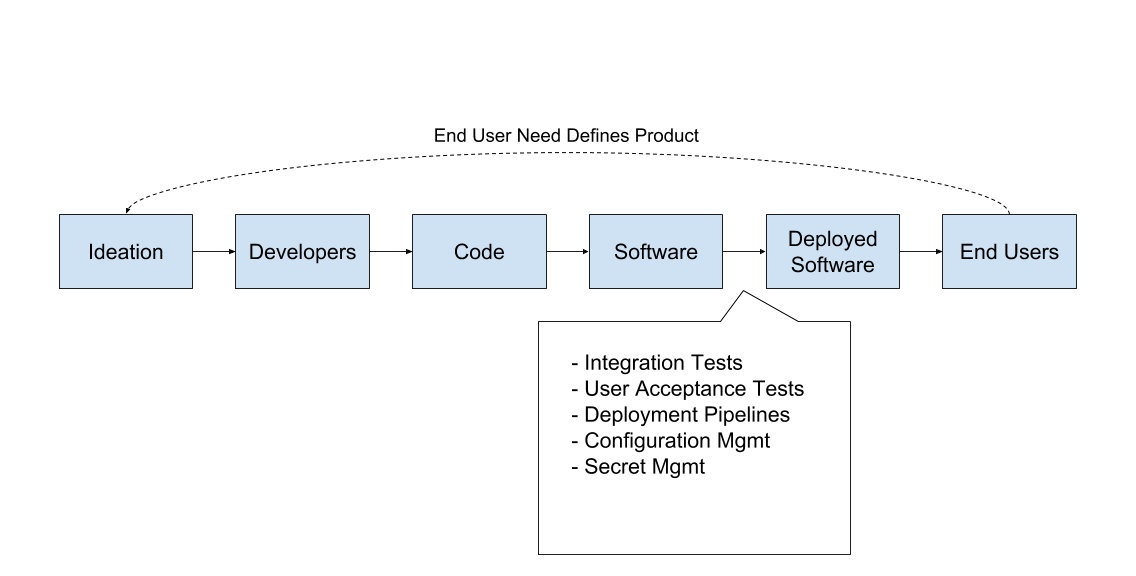 End User Need Defines Product
Ideation
Developers
Code
Software
Deployed
Software
End Users
- Integration Tests
- User Acceptance Tests
- Deployment Pipelines
- Configuration Mgmt
- Secret Mgmt